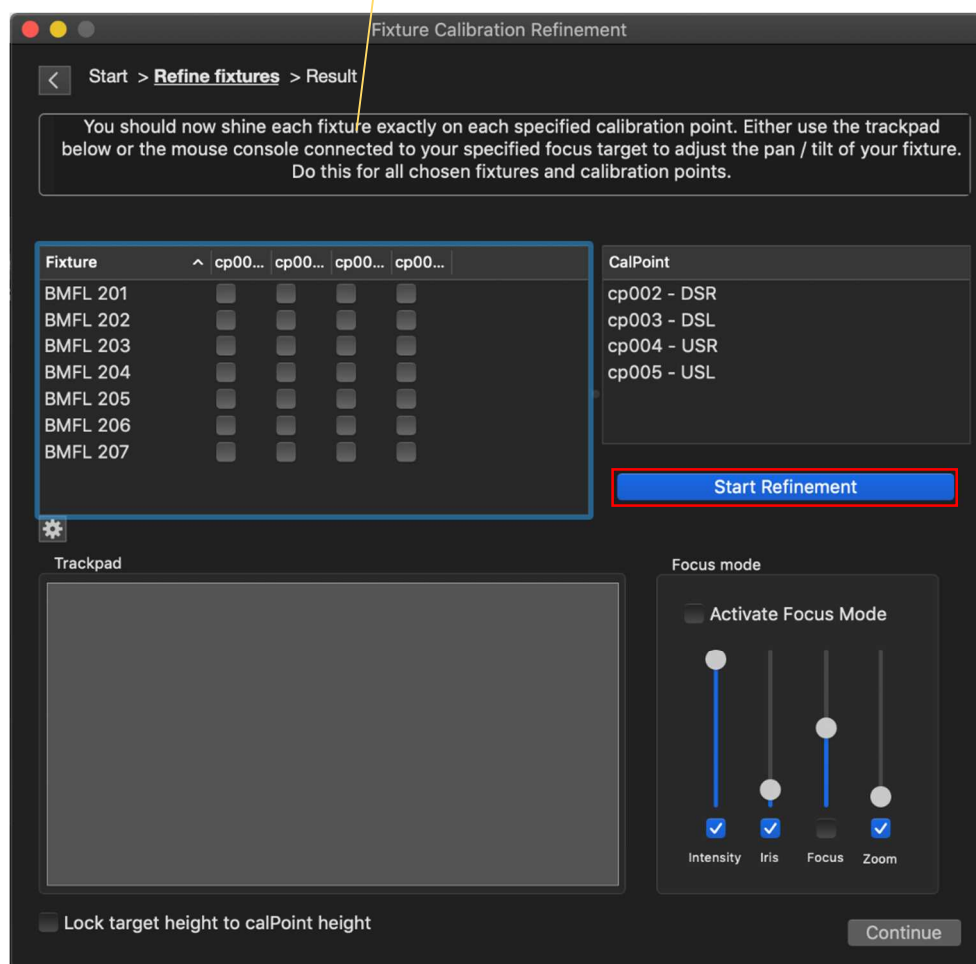 Fixture Calibration Refinement
Start > Refine fixtures > Result
You should now shine each fixture exactly on each specified calibration point. Either use the trackpad
below or the mouse console connected to your specified focus target to adjust the pan / tilt of your fixture.
Do this for all chosen fixtures and calibration points.
Fixture cp00... cp00... cp00... cp00...
BMFL 201
BMFL 202
BMFL 203
BMFL 204
BMFL 205
BMFL 206
BMFL 207
CalPoint
cp002 - DSR
cp003 - DSL
cp004 - USR
cp005 - USL
Start Refinement
Trackpad
Focus mode
Activate Focus Mode
Intensity Iris Focus Zoom
Lock target height to calPoint height
Continue